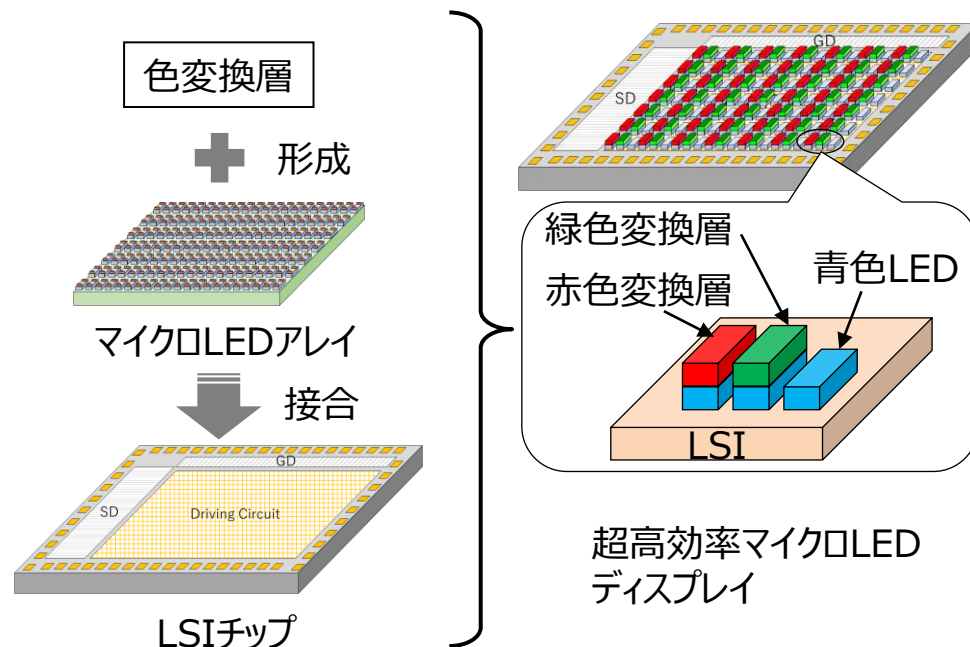 色変換層
形成
マイクロLEDアレイ
接合
GD
SD
Driving Circuit
LSIチップ
GD
SD
緑色変換層
青色LED
赤色変換層
LSI
超高効率マイクロLED
ディスプレイ